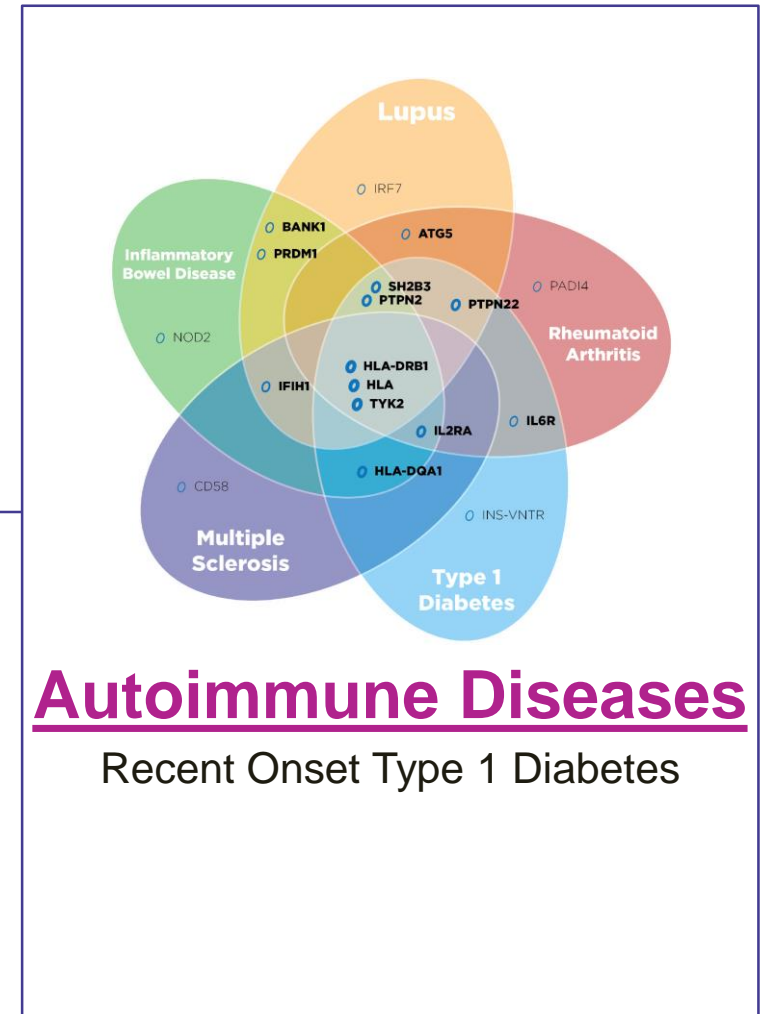 Lupus
IRF7
BANK1
ATG5
PRDM1
Inflammatory
Bowel Disease
SH2B3
PTPN2
PTPN22
PADI4
NOD2
Rheumatoid
Arthritis
HLA-DRB1
HLA
IFIH1
TYK2
IL2RA
IL6R
HLA-DQA1
CD58
INS-VNTR
Multiple
Sclerosis
Type 1
Diabetes
Autoimmune Diseases
Recent Onset Type 1 Diabetes